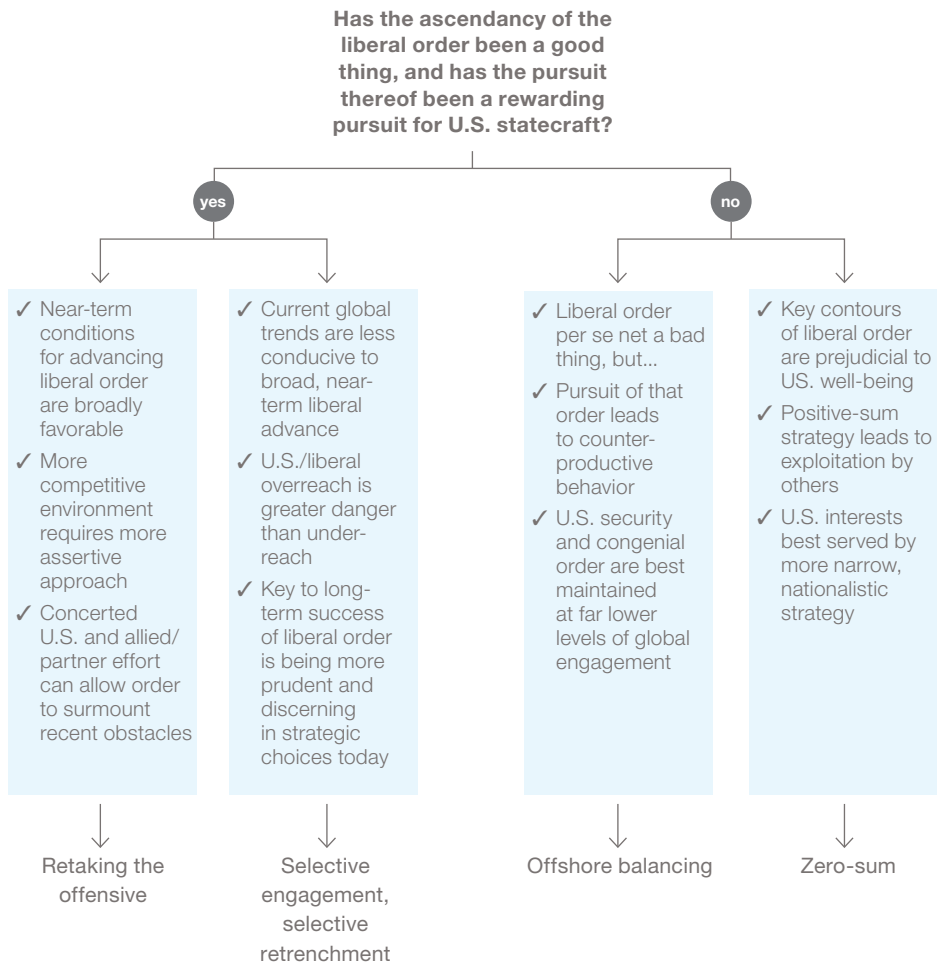 Has the ascendancy of the
liberal order been a good
thing, and has the pursuit
thereof been a rewarding
pursuit for U.S. statecraft?
yes
no
✓ Near-term
conditions
for advancing
liberal order
are broadly
favorable
✓ More
competitive
environment
requires more
assertive
approach
✓ Concerted
U.S. and allied/
partner effort
can allow order
to surmount
recent obstacles
✓ Current global
trends are less
conducive to
broad, near-
term liberal
advance
✓ U.S./liberal
overreach is
greater danger
than under-
reach
✓ Key to long-
term success
of liberal order
is being more
prudent and
discerning
in strategic
choices today
✓ Liberal order
per se net a bad
thing, but...
✓ Pursuit of that
order leads
to counter-
productive
behavior
✓ U.S. security
and congenial
order are best
maintained
at far lower
levels of global
engagement
✓ Key contours
of liberal order
are prejudicial to
US. well-being
✓ Positive-sum
strategy leads to
exploitation by
others
✓ U.S. interests
best served by
more narrow,
nationalistic
strategy
Retaking the
offensive
Selective
engagement,
selective
retrenchment
Offshore balancing
Zero-sum